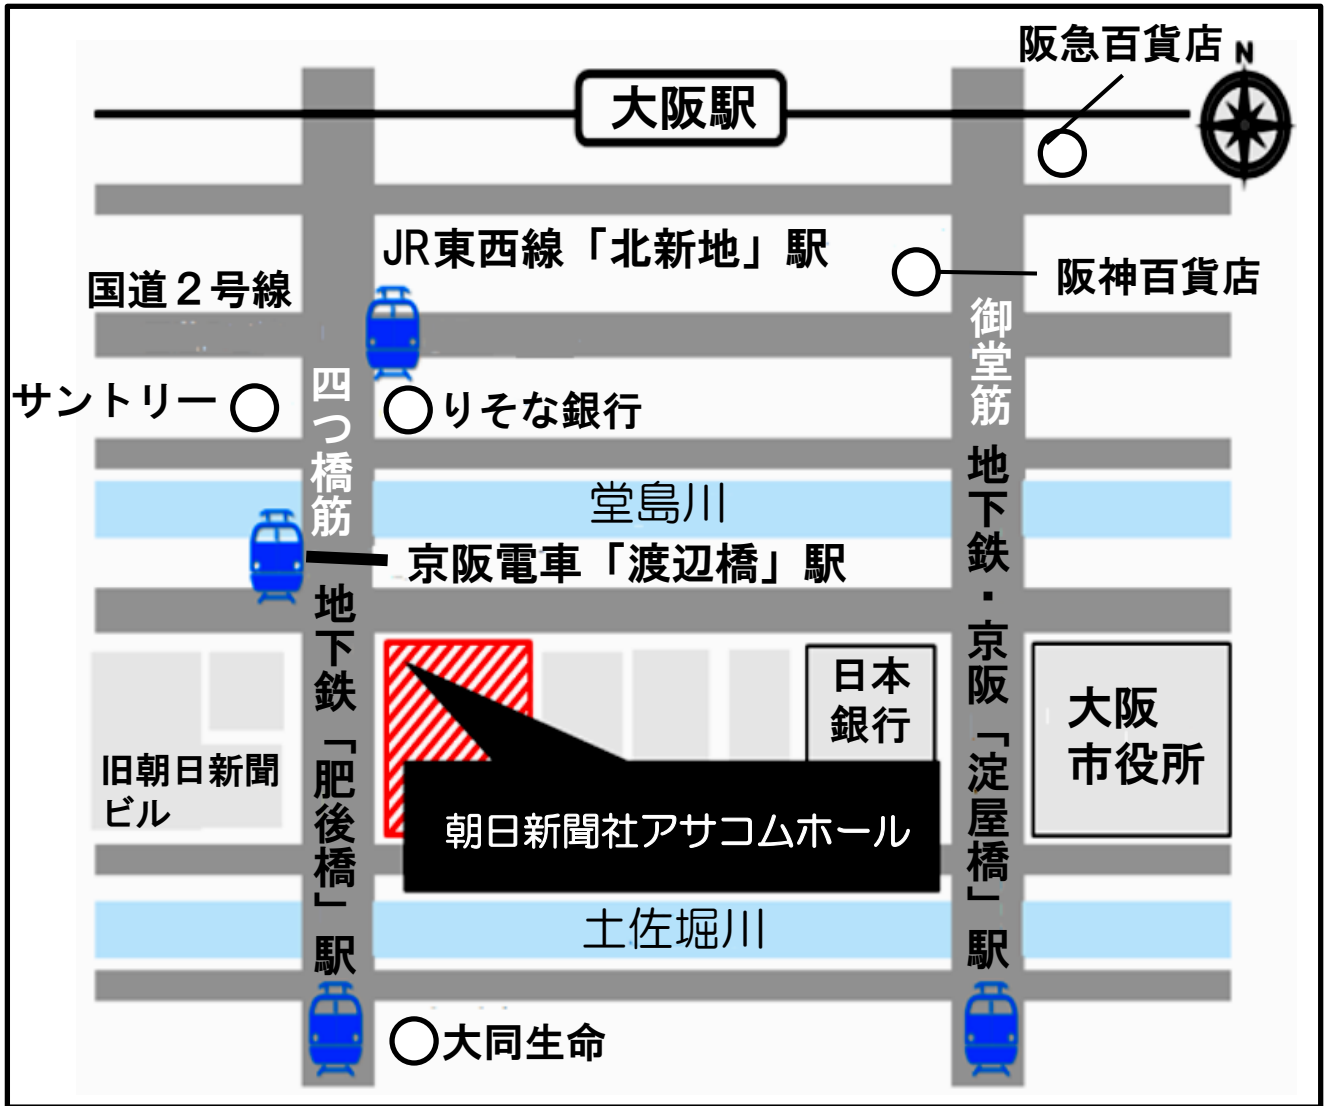 阪急百貨店
N
大阪駅
JR東西線「北新地」駅
阪神百貨店
国道２号線
御堂筋
サントリー
四つ橋筋
りそな銀行
堂島川
京阪電車「渡辺橋」駅
地下鉄「肥後橋」駅
地下鉄・京阪「淀屋橋」駅
日本
銀行
大阪
市役所
旧朝日新聞
ビル
朝日新聞社アサコムホール
土佐堀川
大同生命